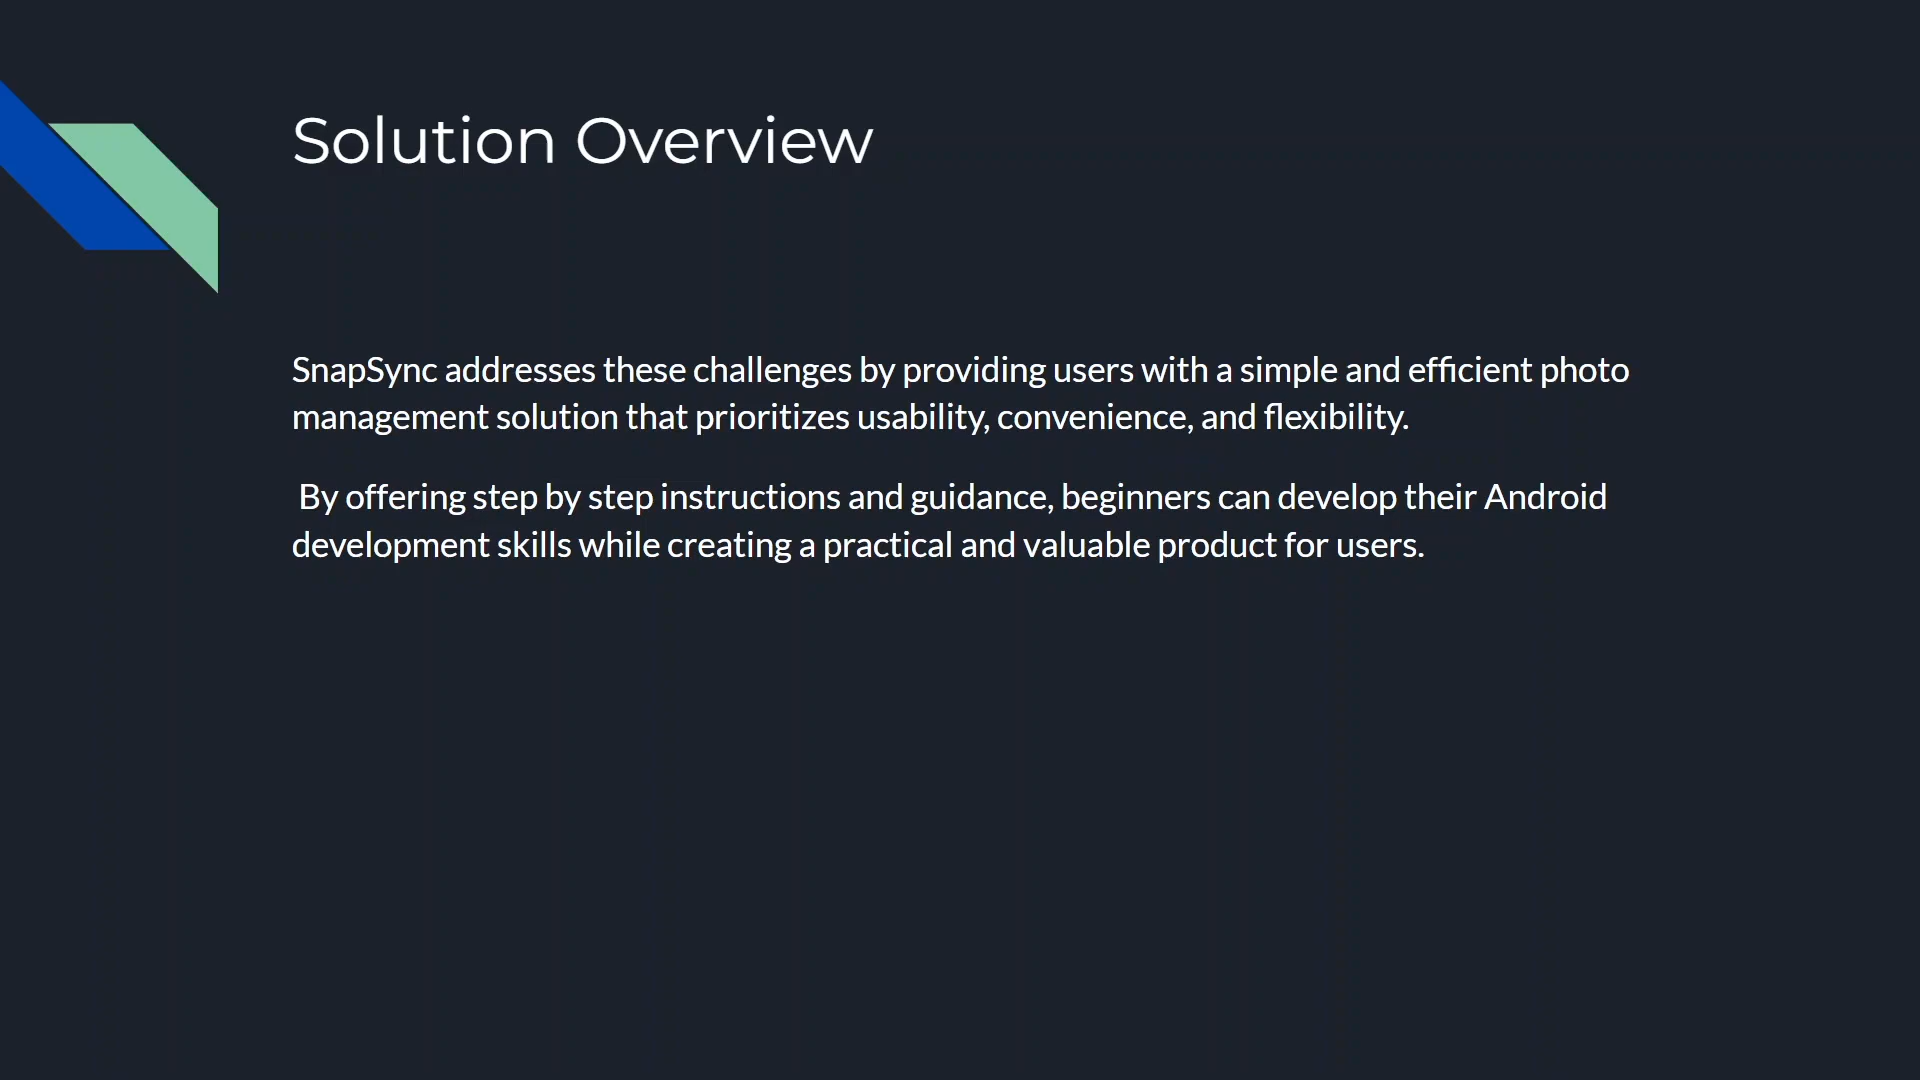 Solution Overview
SnapSync addresses these challenges by providing users with a simple and efficient photo
management solution that prioritizes usability, convenience, and flexibility.
By offering step by step instructions and guidance, beginners can develop their Android
development skills while creating a practical and valuable product for users.